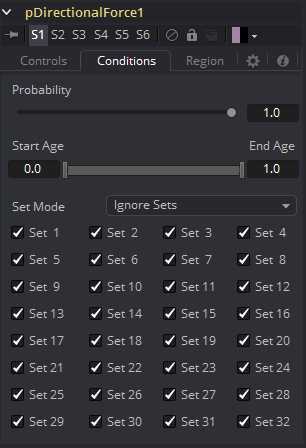 pDirectionalForce1
S1 S2 S3 S4 S5 S6
Controls Conditions Region
Probability
1.0
Start Age End Age
0.0 1.0
Set Mode Ignore Sets
Set 1 Set 2 Set 3 Set 4
Set 5 Set 6 Set 7 Set 8
Set 9 Set 10 Set 11 Set 12
Set 13 Set 14 Set 15 Set 16
Set 17 Set 18 Set 19 Set 20
Set 21 Set 22 Set 23 Set 24
Set 25 Set 26 Set 27 Set 28
Set 29 Set 30 Set 31 Set 32